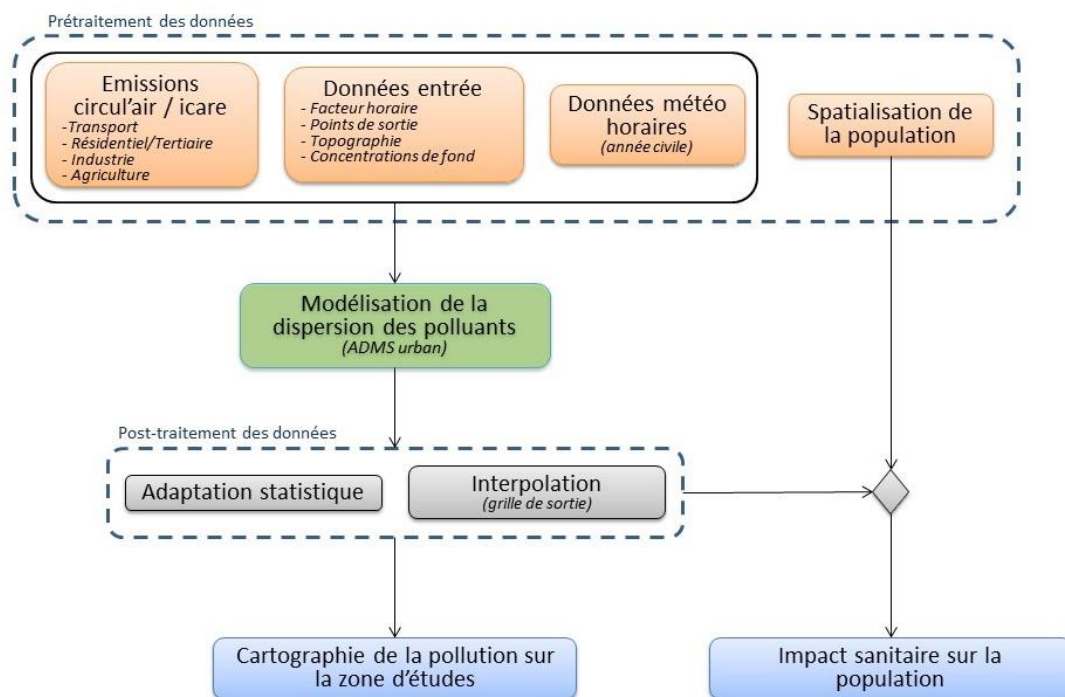 Prétraitement des données
Emissions
circul'air / icare
-Transport
- Résidentiel/Tertiaire
- Industrie
- Agriculture
Données entrée
- Facteur horaire
- Points de sortie
- Topographie
- Concentrations de fond
Données météo
horaires
(année civile)
Spatialisation de
la population
Modélisation de la
dispersion des polluants
(ADMS urban)
Post-traitement des données
Adaptation statistique
Interpolation
(grille de sortie)
Cartographie de la pollution sur
la zone d'études
Impact sanitaire sur la
population